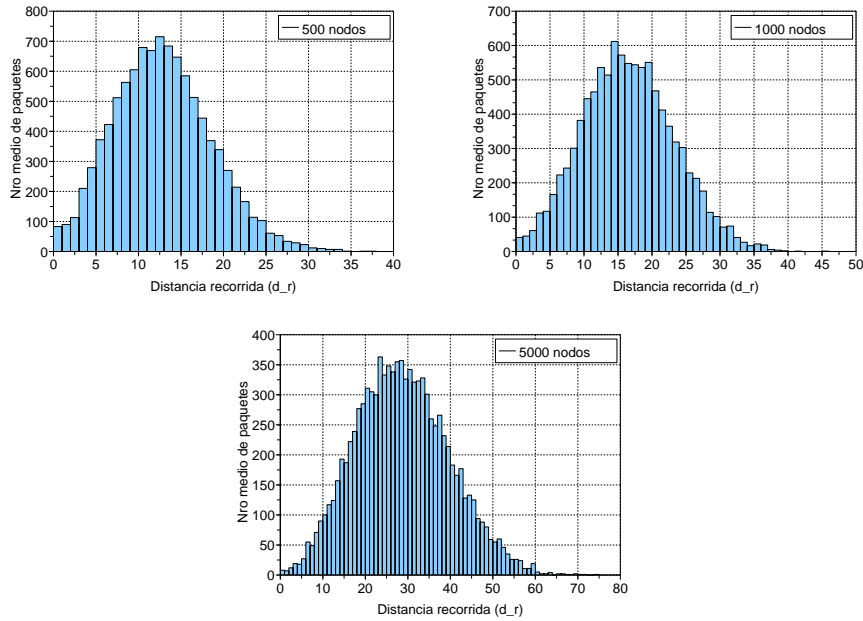 500 nodos
800
700
600
500
400
300
200
100
0
Nro medio de paquetes
0 5 10 15 20 25 30 35 40
Distancia recorrida (d_r)
1000 nodos
700
600
500
400
300
200
100
0
Nro medio de paquetes
0 5 10 15 20 25 30 35 40 45 50
Distancia recorrida (d_r)
5000 nodos
400
350
300
250
200
150
100
50
0
Nro medio de paquetes
0 10 20 30 40 50 60 70 80
Distancia recorrida (d_r)